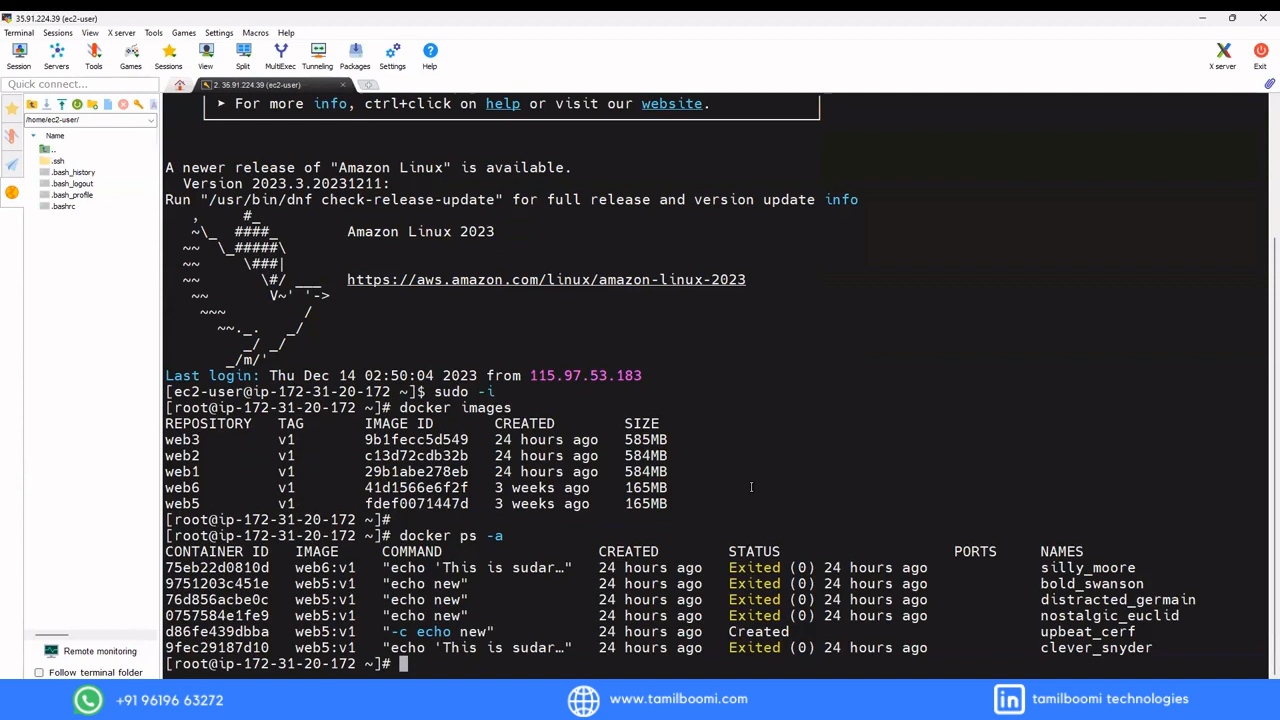 35.91.224.39 (ec2-user)
Terminal Sessions View X server Tools Games Settings Macros Help
Session Servers Tools Games Sessions View Split MultiExec Tunneling Packages Settings Help X server Exit
Quick connect...
2. 35.91.224.39 (ec2-user)
/home/ec2-user/
Name
..
.ssh
.bash_history
.bash_logout
.bash_profile
.bashrc
➤ For more info, ctrl+click on help or visit our website.
A newer release of "Amazon Linux" is available.
Version 2023.3.20231211:
Run "/usr/bin/dnf check-release-update" for full release and version update info
   ,     #_
   ~\_  ####_        Amazon Linux 2023
  ~~  \_#####\
  ~~     \###|
  ~~       \#/ ___   https://aws.amazon.com/linux/amazon-linux-2023
   ~~       V~' '->
    ~~~         /
      ~~._.   _/
         _/ _/
       _/m/'
Last login: Thu Dec 14 02:50:04 2023 from 115.97.53.183
[ec2-user@ip-172-31-20-172 ~]$ sudo -i
[root@ip-172-31-20-172 ~]# docker images
REPOSITORY TAG IMAGE ID CREATED SIZE
web3 v1 9b1fecc5d549 24 hours ago 585MB
web2 v1 c13d72cdb32b 24 hours ago 584MB
web1 v1 29b1abe278eb 24 hours ago 584MB
web6 v1 41d1566e6f2f 3 weeks ago 165MB
web5 v1 fdef0071447d 3 weeks ago 165MB
[root@ip-172-31-20-172 ~]#
[root@ip-172-31-20-172 ~]# docker ps -a
CONTAINER ID IMAGE COMMAND CREATED STATUS PORTS NAMES
75eb22d0810d web6:v1 "echo 'This is sudar…" 24 hours ago Exited (0) 24 hours ago silly_moore
9751203c451e web5:v1 "echo new" 24 hours ago Exited (0) 24 hours ago bold_swanson
76d856acbe0c web5:v1 "echo new" 24 hours ago Exited (0) 24 hours ago distracted_germain
0757584e1fe9 web5:v1 "echo new" 24 hours ago Exited (0) 24 hours ago nostalgic_euclid
d86fe439dbba web5:v1 "-c echo new" 24 hours ago Created upbeat_cerf
9fec29187d10 web5:v1 "echo 'This is sudar…" 24 hours ago Exited (0) 24 hours ago clever_snyder
[root@ip-172-31-20-172 ~]#
Remote monitoring
Follow terminal folder
+91 96196 63272 www.tamilboomi.com in tamilboomi technologies